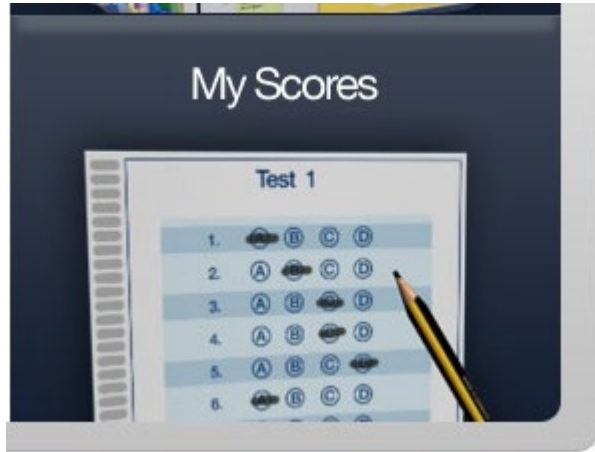 My Scores
Test 1
1. A B C D
2. A B C D
3. A B C D
4. A B C D
5. A B C D
6. A B C D